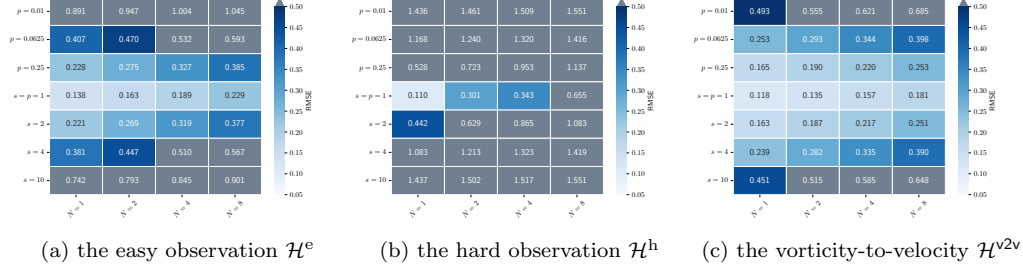 p = 0.01 0.891 0.947 1.004 1.045
p = 0.0625 0.407 0.470 0.532 0.593
p = 0.25 0.228 0.275 0.327 0.385
s = p = 1 0.138 0.163 0.189 0.229
s = 2 0.221 0.269 0.319 0.377
s = 4 0.381 0.447 0.510 0.567
s = 10 0.742 0.793 0.845 0.901
N = 1 N = 2 N = 4 N = 8
0.50
0.45
0.40
0.35
0.30
0.25
0.20
0.15
0.10
0.05
RMSE
(a) the easy observation ℋᵉ
p = 0.01 1.436 1.461 1.509 1.551
p = 0.0625 1.168 1.240 1.320 1.416
p = 0.25 0.528 0.723 0.953 1.137
s = p = 1 0.110 0.301 0.343 0.655
s = 2 0.442 0.629 0.865 1.083
s = 4 1.083 1.213 1.323 1.419
s = 10 1.437 1.502 1.517 1.551
N = 1 N = 2 N = 4 N = 8
0.50
0.45
0.40
0.35
0.30
0.25
0.20
0.15
0.10
0.05
RMSE
(b) the hard observation ℋʰ
p = 0.01 0.493 0.555 0.621 0.685
p = 0.0625 0.253 0.293 0.344 0.398
p = 0.25 0.165 0.190 0.220 0.253
s = p = 1 0.118 0.135 0.157 0.181
s = 2 0.163 0.187 0.217 0.251
s = 4 0.239 0.282 0.335 0.390
s = 10 0.451 0.515 0.585 0.648
N = 1 N = 2 N = 4 N = 8
0.50
0.45
0.40
0.35
0.30
0.25
0.20
0.15
0.10
0.05
RMSE
(c) the vorticity-to-velocity ℋᵛ²ᵛ